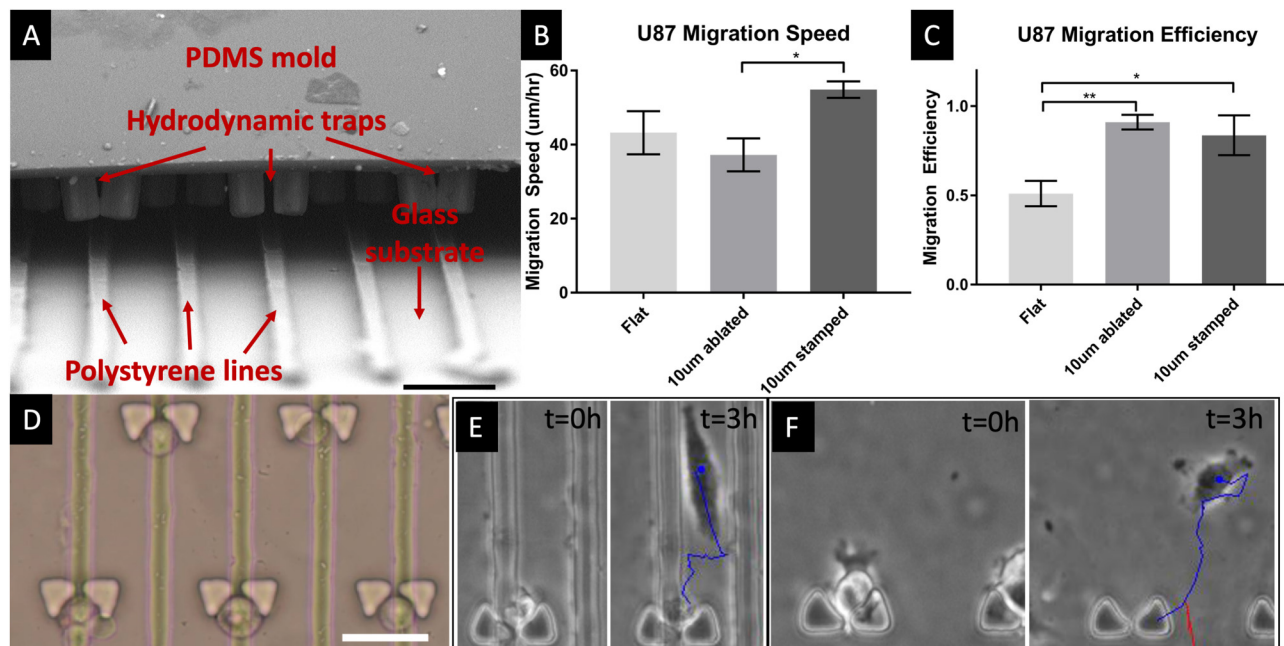 A
PDMS mold
Hydrodynamic traps
Glass
substrate
Polystyrene lines
B
U87 Migration Speed
Migration Speed (um/hr)
60
40
20
0
*
Flat
10um ablated
10um stamped
C
U87 Migration Efficiency
Migration Efficiency
1.0
0.5
0.0
**
*
Flat
10um ablated
10um stamped
D
E
t=0h
t=3h
F
t=0h
t=3h